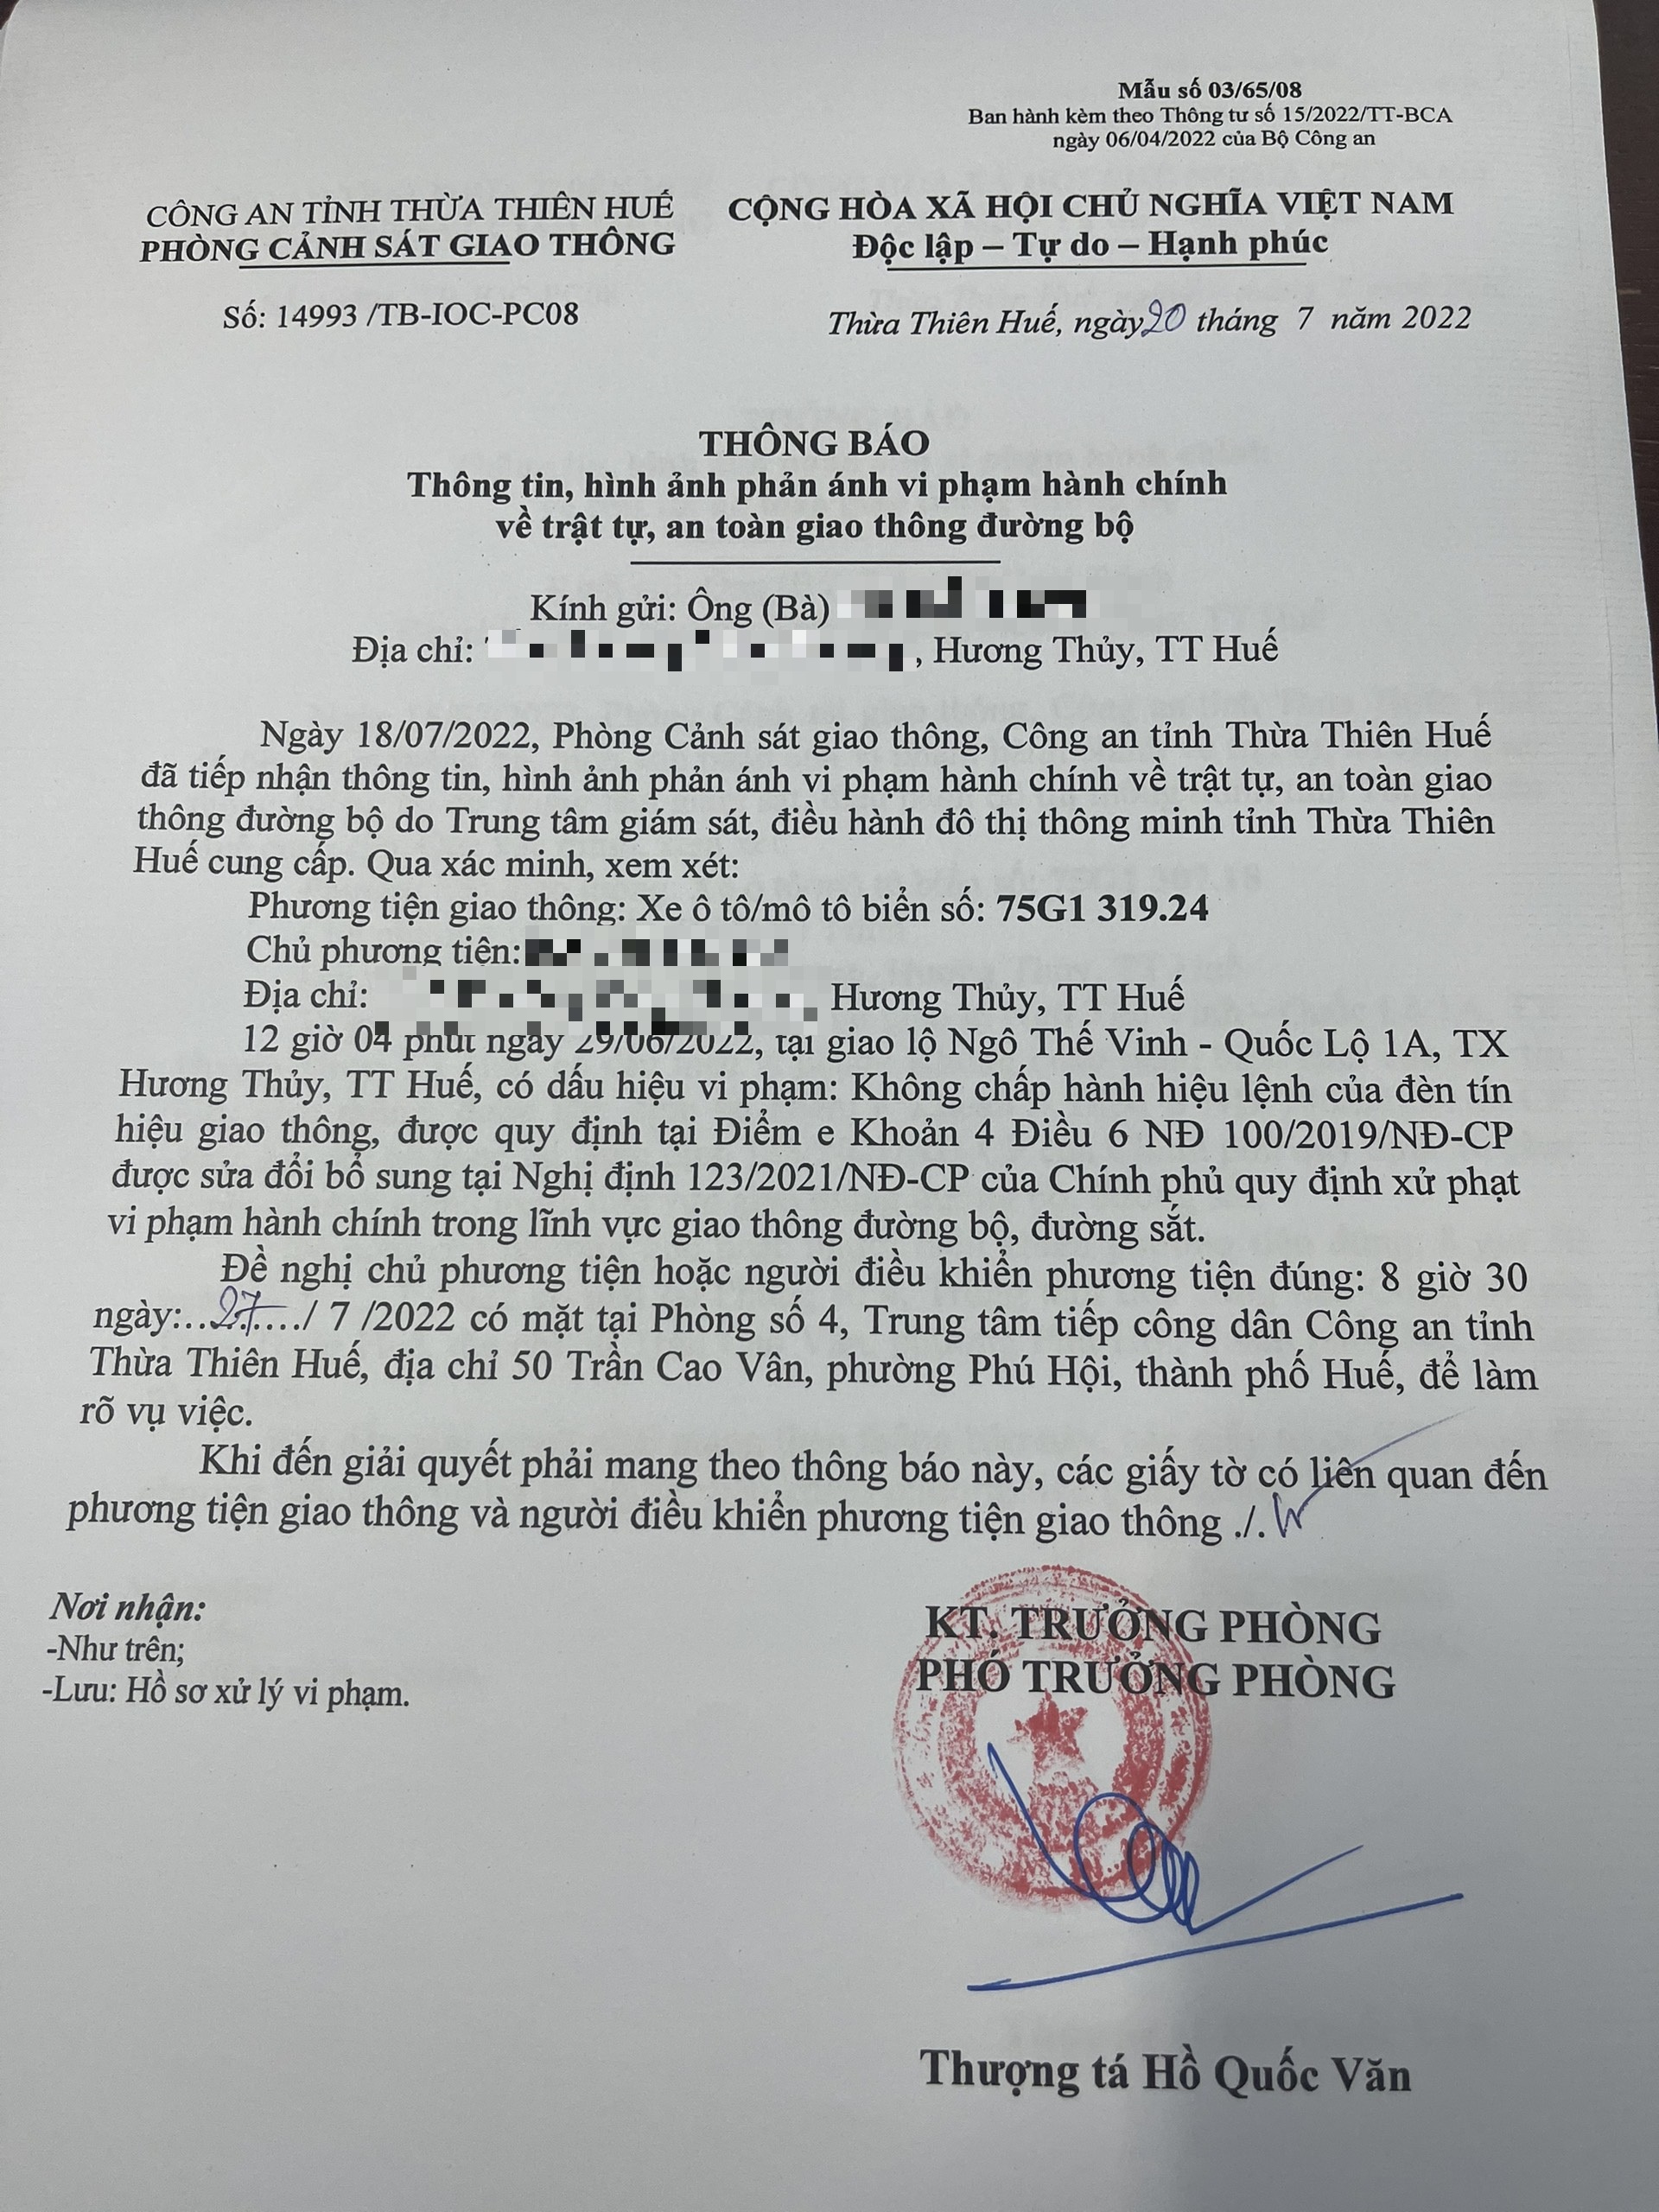 Mẫu số 03/65/08
Ban hành kèm theo Thông tư số 15/2022/TT-BCA
ngày 06/04/2022 của Bộ Công an
CÔNG AN TỈNH THỪA THIÊN HUẾ
PHÒNG CẢNH SÁT GIAO THÔNG
CỘNG HÒA XÃ HỘI CHỦ NGHĨA VIỆT NAM
Độc lập – Tự do – Hạnh phúc
Số: 14993 /TB-IOC-PC08
Thừa Thiên Huế, ngày 20 tháng 7 năm 2022
THÔNG BÁO
Thông tin, hình ảnh phản ánh vi phạm hành chính
về trật tự, an toàn giao thông đường bộ
Kính gửi: Ông (Bà)
Địa chỉ: , Hương Thủy, TT Huế
Ngày 18/07/2022, Phòng Cảnh sát giao thông, Công an tỉnh Thừa Thiên Huế
đã tiếp nhận thông tin, hình ảnh phản ánh vi phạm hành chính về trật tự, an toàn giao
thông đường bộ do Trung tâm giám sát, điều hành đô thị thông minh tỉnh Thừa Thiên
Huế cung cấp. Qua xác minh, xem xét:
Phương tiện giao thông: Xe ô tô/mô tô biển số: 75G1 319.24
Chủ phương tiện:
Địa chỉ: Hương Thủy, TT Huế
12 giờ 04 phút ngày 29/06/2022, tại giao lộ Ngô Thế Vinh - Quốc Lộ 1A, TX
Hương Thủy, TT Huế, có dấu hiệu vi phạm: Không chấp hành hiệu lệnh của đèn tín
hiệu giao thông, được quy định tại Điểm e Khoản 4 Điều 6 NĐ 100/2019/NĐ-CP
được sửa đổi bổ sung tại Nghị định 123/2021/NĐ-CP của Chính phủ quy định xử phạt
vi phạm hành chính trong lĩnh vực giao thông đường bộ, đường sắt.
Đề nghị chủ phương tiện hoặc người điều khiển phương tiện đúng: 8 giờ 30
ngày:...27..../ 7 /2022 có mặt tại Phòng số 4, Trung tâm tiếp công dân Công an tỉnh
Thừa Thiên Huế, địa chỉ 50 Trần Cao Vân, phường Phú Hội, thành phố Huế, để làm
rõ vụ việc.
Khi đến giải quyết phải mang theo thông báo này, các giấy tờ có liên quan đến
phương tiện giao thông và người điều khiển phương tiện giao thông ./.
Nơi nhận:
-Như trên;
-Lưu: Hồ sơ xử lý vi phạm.
KT. TRƯỞNG PHÒNG
PHÓ TRƯỞNG PHÒNG
Thượng tá Hồ Quốc Văn